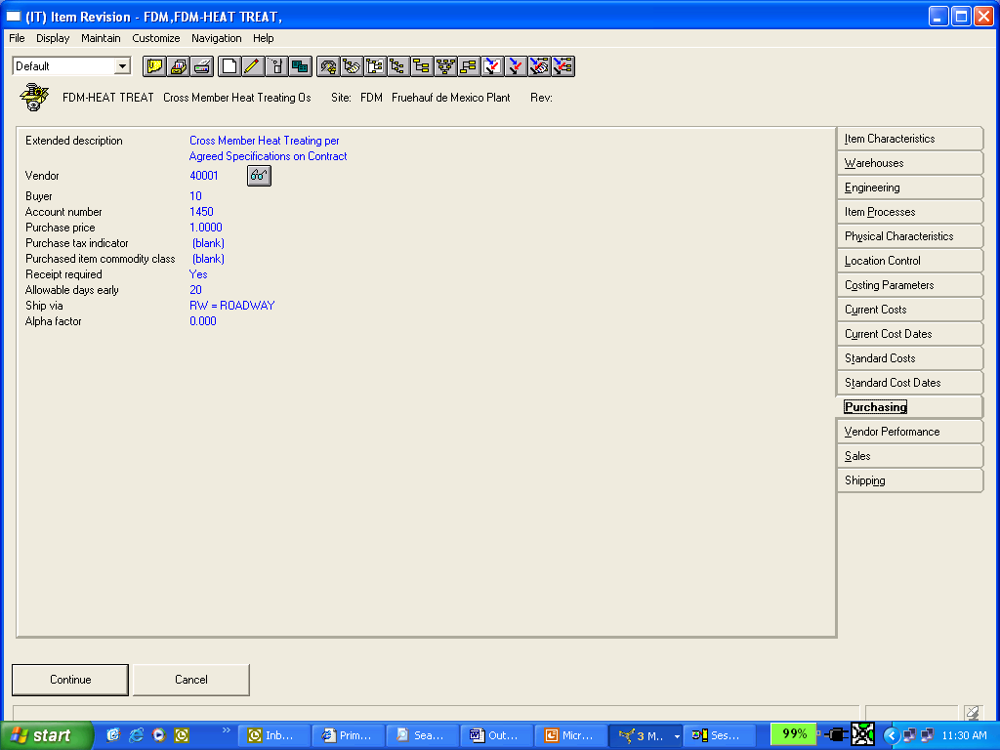 (IT) Item Revision - FDM,FDM-HEAT TREAT,
File Display Maintain Customize Navigation Help
Default
FDM-HEAT TREAT Cross Member Heat Treating Os Site: FDM Fruehauf de Mexico Plant Rev:
Extended description Cross Member Heat Treating per
Agreed Specifications on Contract
Vendor 40001
Buyer 10
Account number 1450
Purchase price 1.0000
Purchase tax indicator (blank)
Purchased item commodity class (blank)
Receipt required Yes
Allowable days early 20
Ship via RW = ROADWAY
Alpha factor 0.000
Item Characteristics
Warehouses
Engineering
Item Processes
Physical Characteristics
Location Control
Costing Parameters
Current Costs
Current Cost Dates
Standard Costs
Standard Cost Dates
Purchasing
Vendor Performance
Sales
Shipping
Continue Cancel
start Inb... Prim... Sea... Out... Micr... 3 M... Ses... 99% 11:30 AM